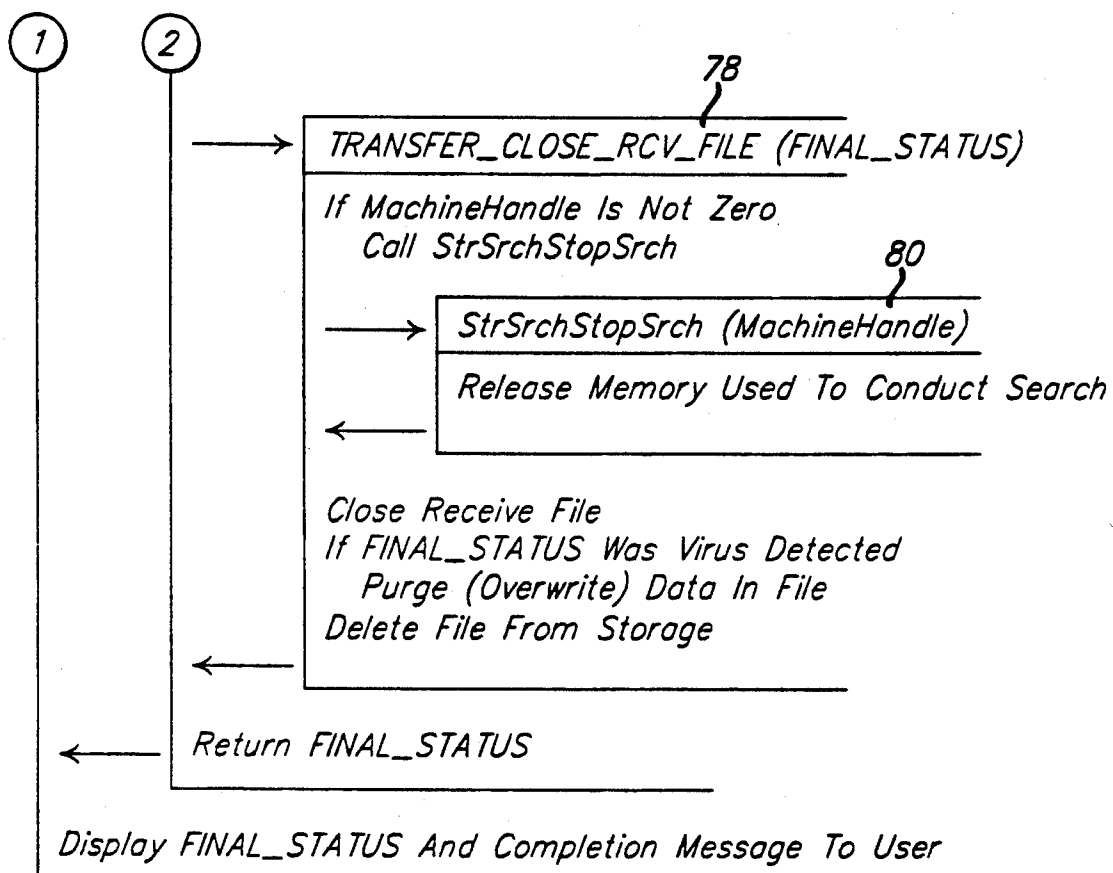 1 2
78
TRANSFER_CLOSE_RCV_FILE (FINAL_STATUS)
If MachineHandle Is Not Zero
Call StrSrchStopSrch
80
StrSrchStopSrch (MachineHandle)
Release Memory Used To Conduct Search
Close Receive File
If FINAL_STATUS Was Virus Detected
Purge (Overwrite) Data In File
Delete File From Storage
Return FINAL_STATUS
Display FINAL_STATUS And Completion Message To User